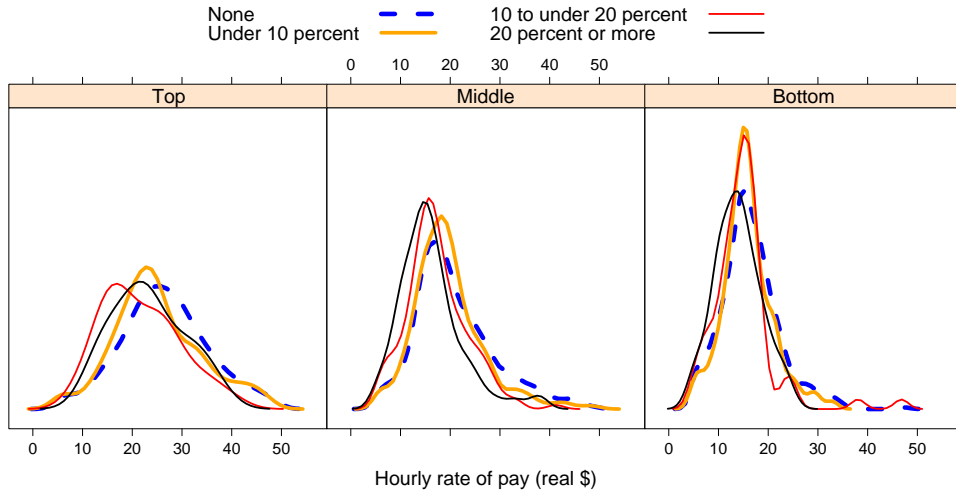 None
10 to under 20 percent
Under 10 percent
20 percent or more
0 10 20 30 40 50
Top
Middle
Bottom
0 10 20 30 40 50
0 10 20 30 40 50
Hourly rate of pay (real $)